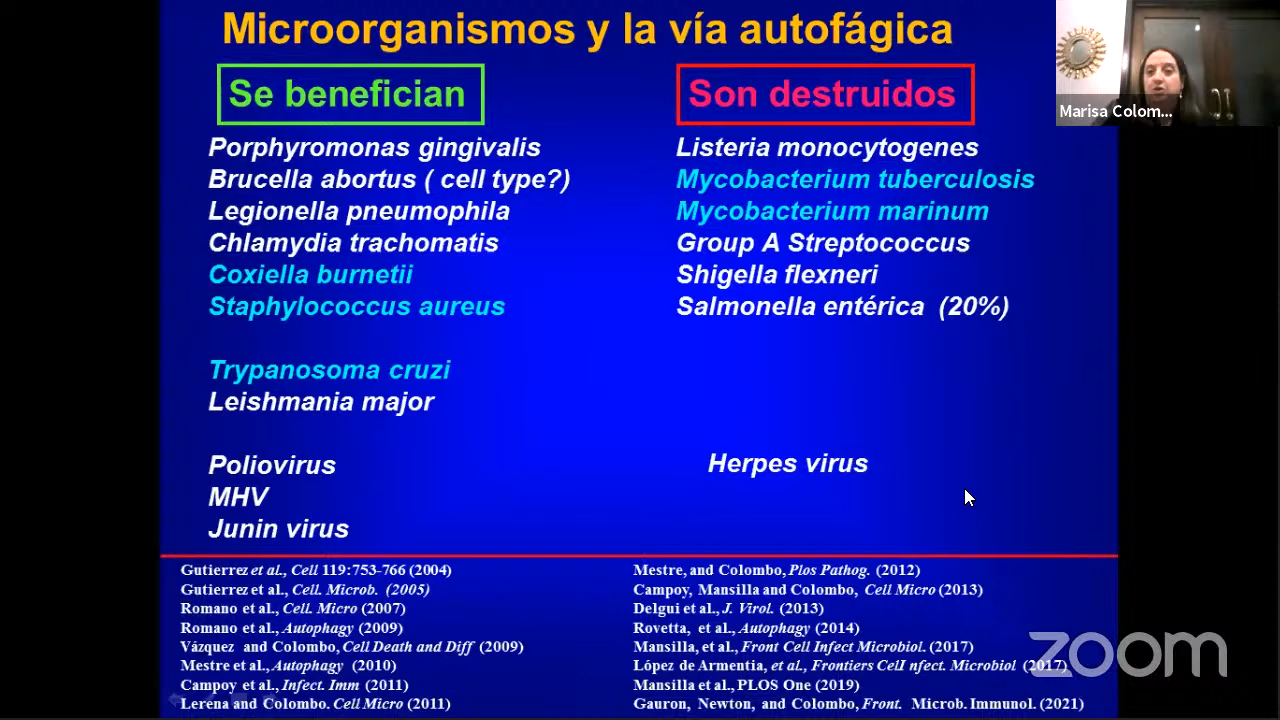 Microorganismos y la vía autofágica
Se benefician
Porphyromonas gingivalis
Brucella abortus ( cell type?)
Legionella pneumophila
Chlamydia trachomatis
Coxiella burnetii
Staphylococcus aureus
Trypanosoma cruzi
Leishmania major
Poliovirus
MHV
Junin virus
Son destruidos
Listeria monocytogenes
Mycobacterium tuberculosis
Mycobacterium marinum
Group A Streptococcus
Shigella flexneri
Salmonella entérica (20%)
Herpes virus
Marisa Colom...
Gutierrez et al., Cell 119:753-766 (2004)
Gutierrez et al., Cell. Microb. (2005)
Romano et al., Cell. Micro (2007)
Romano et al., Autophagy (2009)
Vázquez and Colombo, Cell Death and Diff (2009)
Mestre et al., Autophagy (2010)
Campoy et al., Infect. Imm (2011)
Lerena and Colombo. Cell Micro (2011)
Mestre, and Colombo, Plos Pathog. (2012)
Campoy, Mansilla and Colombo, Cell Micro (2013)
Delgui et al., J. Virol. (2013)
Rovetta, et al., Autophagy (2014)
Mansilla, et al., Front Cell Infect Microbiol. (2017)
López de Armentia, et al., Frontiers Cell nfect. Microbiol (2017)
Mansilla et al., PLOS One (2019)
Gauron, Newton, and Colombo, Front. Microb. Immunol. (2021)
zoom